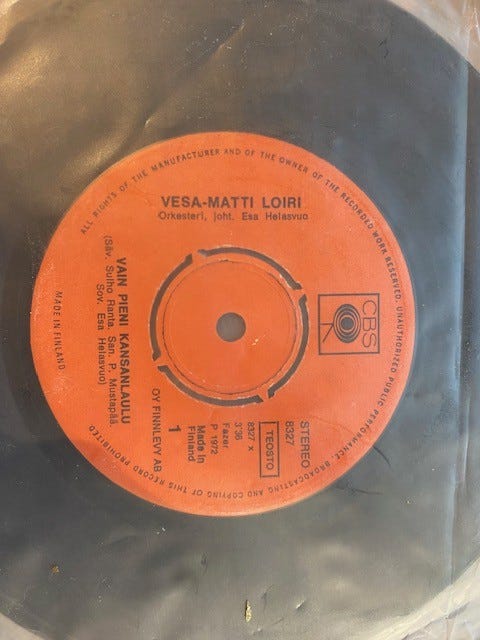 ALL RIGHTS OF THE MANUFACTURER AND OF THE OWNER OF THE RECORDED WORK RESERVED. UNAUTHORIZED PUBLIC PERFORMANCE, BROADCASTING AND COPYING OF THIS RECORD PROHIBITED
MADE IN FINLAND
CBS
STEREO
8327
TEOSTO
8327 x
Fazer
3'36
P 1972
Made in
Finland
1
OY FINNLEVY AB
VESA-MATTI LOIRI
Orkesteri, joht. Esa Helasvuo
VAIN PIENI KANSANLAULU
(Säv. Sulho Ranta. San. P. Mustapää.
Sov. Esa Helasvuo)